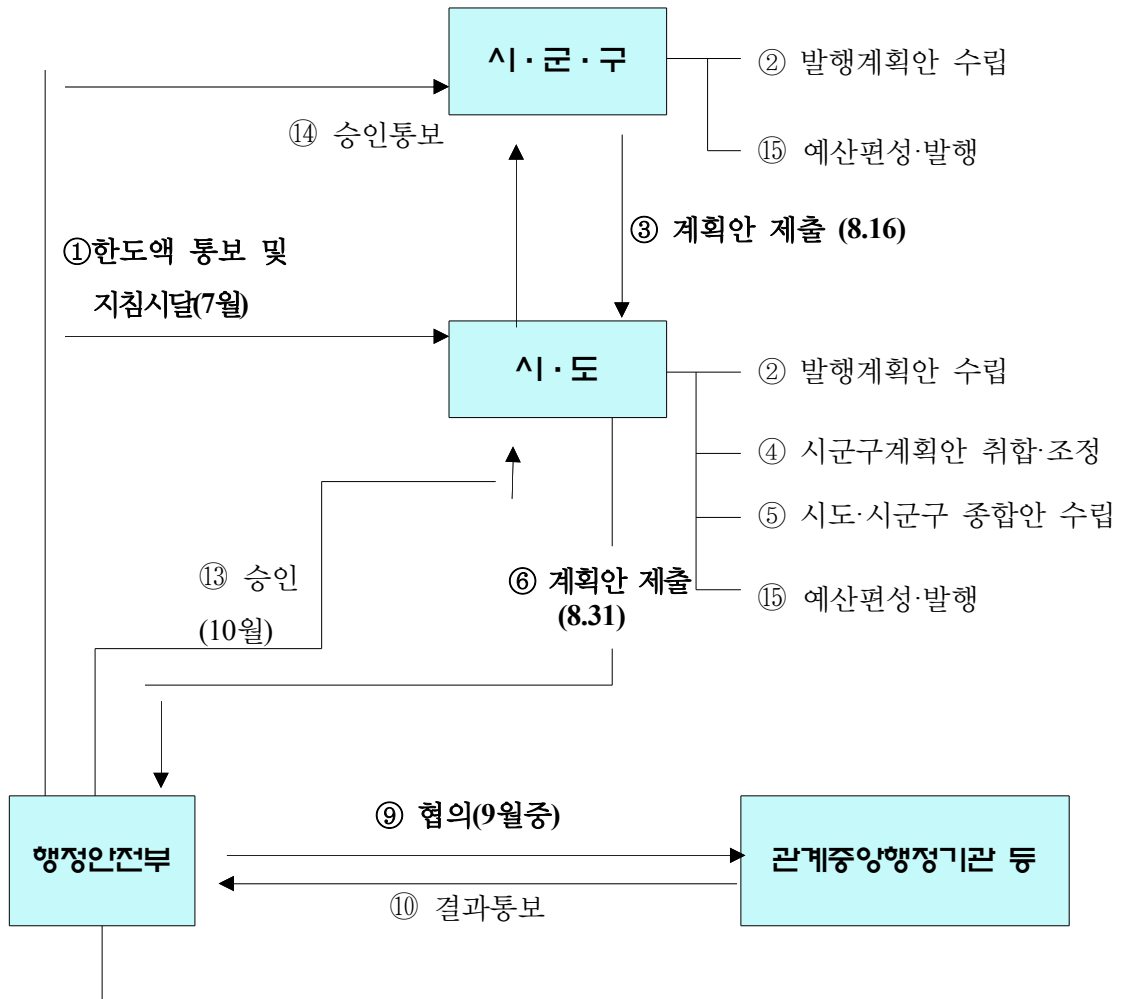 시·군·구
② 발행계획안 수립
⑭ 승인통보
⑮ 예산편성·발행
①한도액 통보 및
지침시달(7월)
③ 계획안 제출 (8.16)
시·도
② 발행계획안 수립
④ 시군구계획안 취합·조정
⑤ 시도·시군구 종합안 수립
⑬ 승인
(10월)
⑥ 계획안 제출
(8.31)
⑮ 예산편성·발행
행정안전부
⑨ 협의(9월중)
⑩ 결과통보
관계중앙행정기관 등